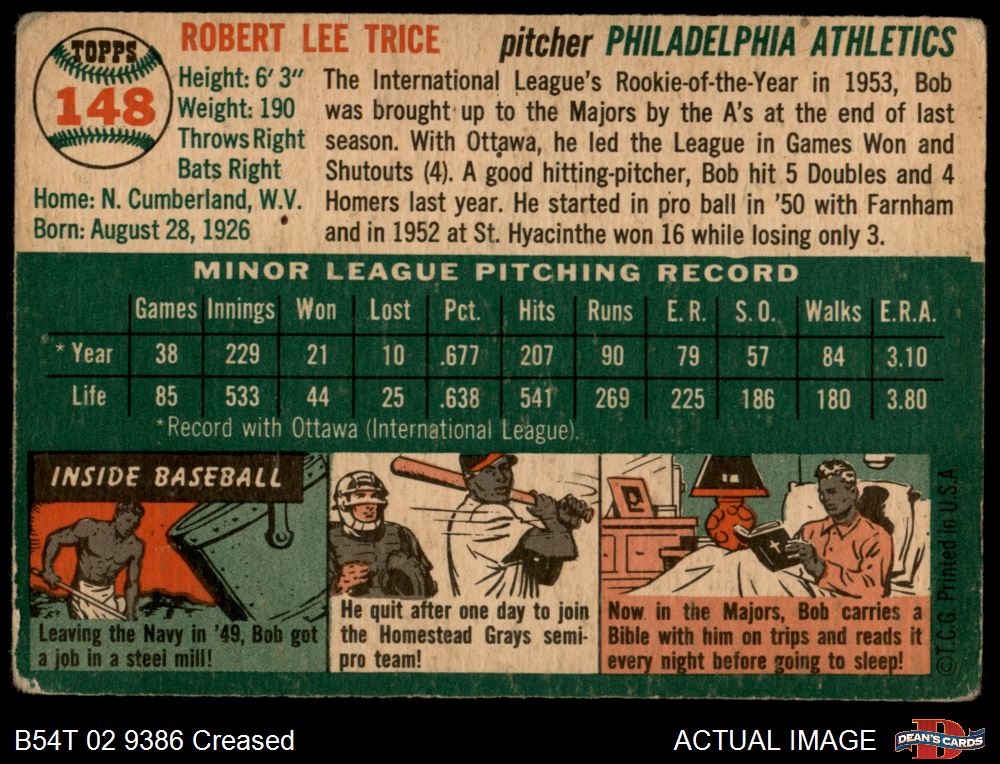 TOPPS
148
ROBERT LEE TRICE
pitcher PHILADELPHIA ATHLETICS
Height: 6' 3"
Weight: 190
Throws Right
Bats Right
Home: N. Cumberland, W.V.
Born: August 28, 1926
The International League's Rookie-of-the-Year in 1953, Bob
was brought up to the Majors by the A's at the end of last
season. With Ottawa, he led the League in Games Won and
Shutouts (4). A good hitting-pitcher, Bob hit 5 Doubles and 4
Homers last year. He started in pro ball in '50 with Farnham
and in 1952 at St. Hyacinthe won 16 while losing only 3.
MINOR LEAGUE PITCHING RECORD
Games Innings Won Lost Pct. Hits Runs E.R. S.O. Walks E.R.A.
* Year 38 229 21 10 .677 207 90 79 57 84 3.10
Life 85 533 44 25 .638 541 269 225 186 180 3.80
*Record with Ottawa (International League).
INSIDE BASEBALL
Leaving the Navy in '49, Bob got
a job in a steel mill!
He quit after one day to join
the Homestead Grays semi-
pro team!
Now in the Majors, Bob carries a
Bible with him on trips and reads it
every night before going to sleep!
©T.C.G. Printed in U.S.A.
B54T 02 9386 Creased
ACTUAL IMAGE
DEAN'S CARDS